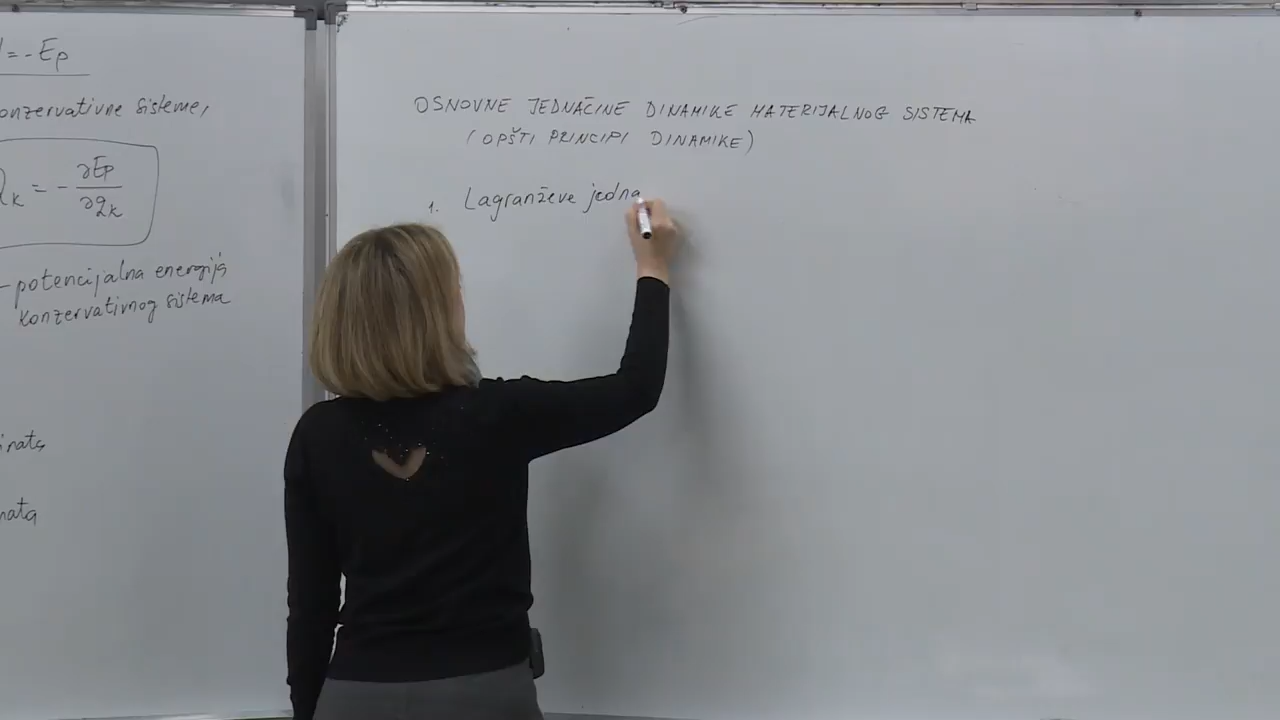 = - Ep
onzervativne sisteme,
Qk = - ∂Ep/∂qk
- potencijalna energija
konzervativnog sistema
inata
nata
OSNOVNE JEDNAČINE DINAMIKE MATERIJALNOG SISTEMA
(OPŠTI PRINCIPI DINAMIKE)
1. Lagranževe jedna